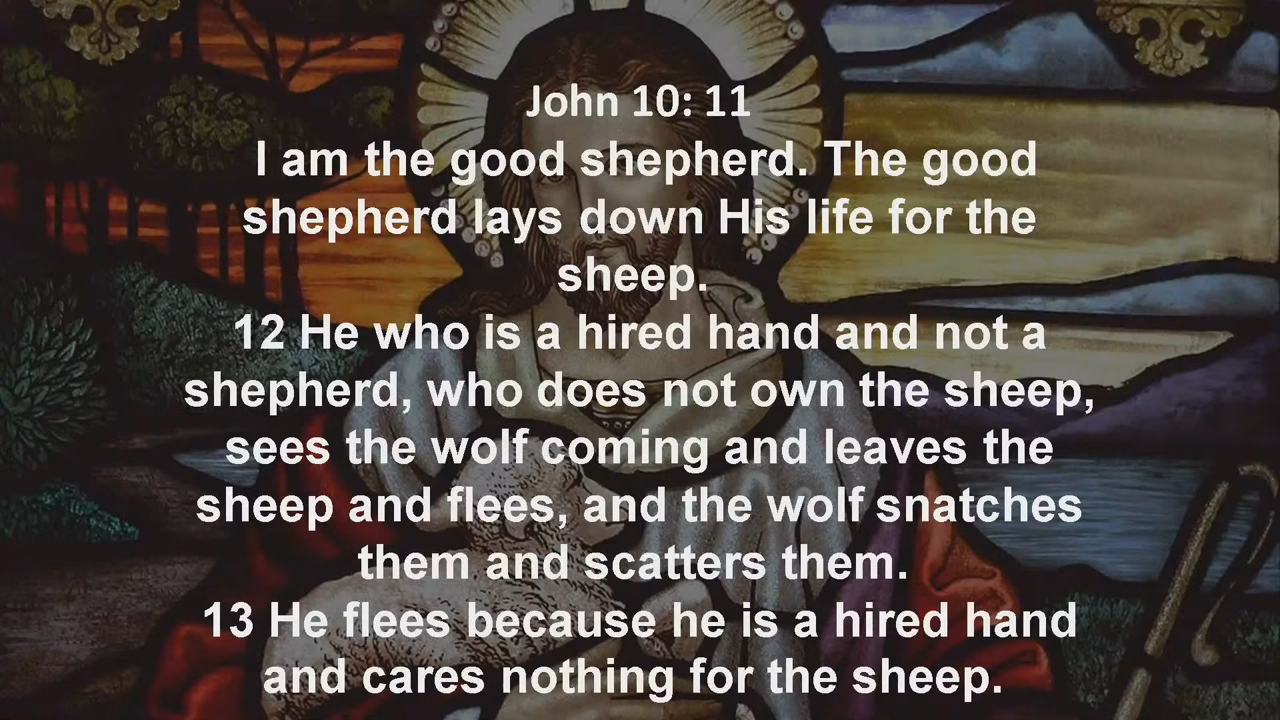 John 10: 11
I am the good shepherd. The good
shepherd lays down His life for the
sheep.
12 He who is a hired hand and not a
shepherd, who does not own the sheep,
sees the wolf coming and leaves the
sheep and flees, and the wolf snatches
them and scatters them.
13 He flees because he is a hired hand
and cares nothing for the sheep.